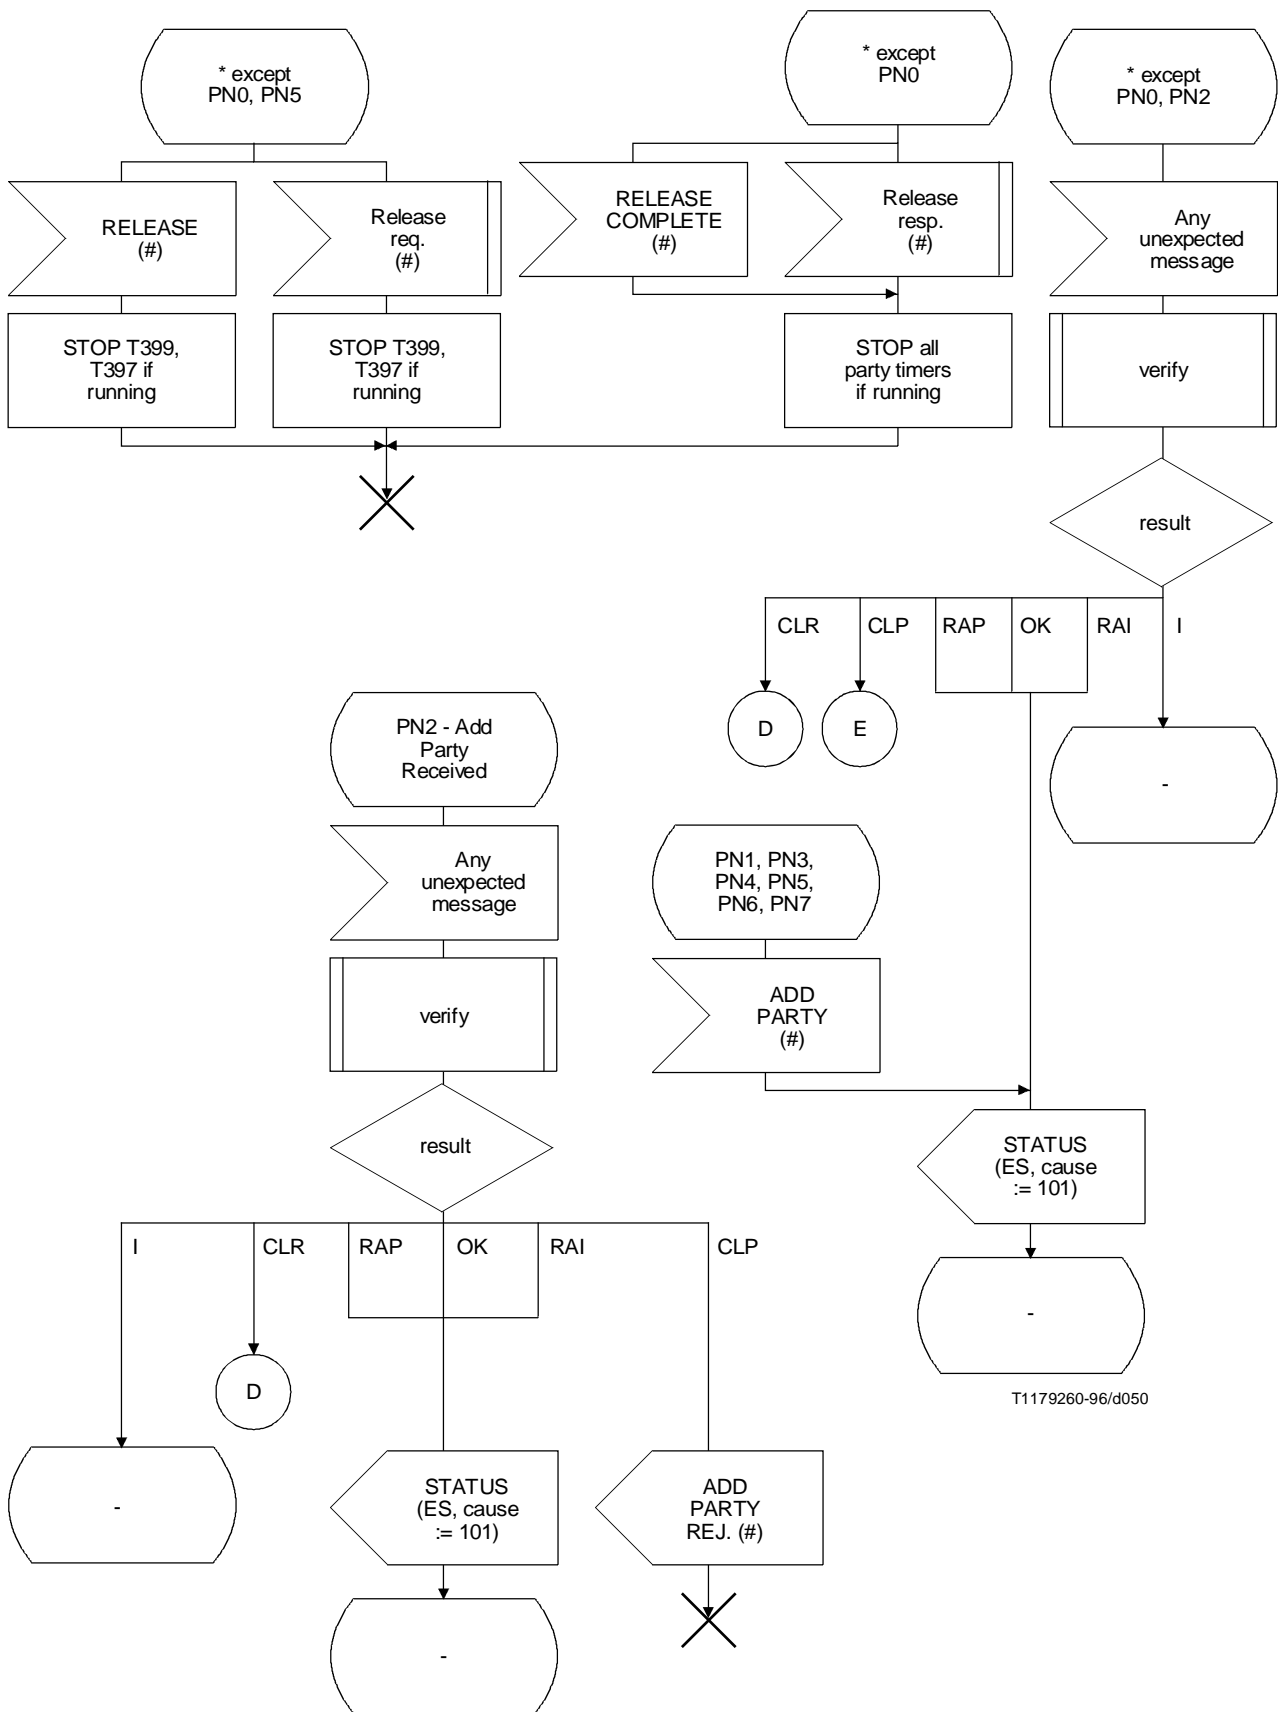 * except
PN0, PN5
* except
PN0
* except
PN0, PN2
RELEASE
(#)
Release
req.
(#)
RELEASE
COMPLETE
(#)
Release
resp.
(#)
Any
unexpected
message
STOP T399,
T397 if
running
STOP T399,
T397 if
running
STOP all
party timers
if running
verify
result
CLR
CLP
RAP
OK
RAI
I
D
E
-
PN2 - Add
Party
Received
Any
unexpected
message
verify
result
PN1, PN3,
PN4, PN5,
PN6, PN7
ADD
PARTY
(#)
STATUS
(ES, cause
:= 101)
-
T1179260-96/d050
I
CLR
RAP
OK
RAI
CLP
D
-
STATUS
(ES, cause
:= 101)
ADD
PARTY
REJ. (#)
-